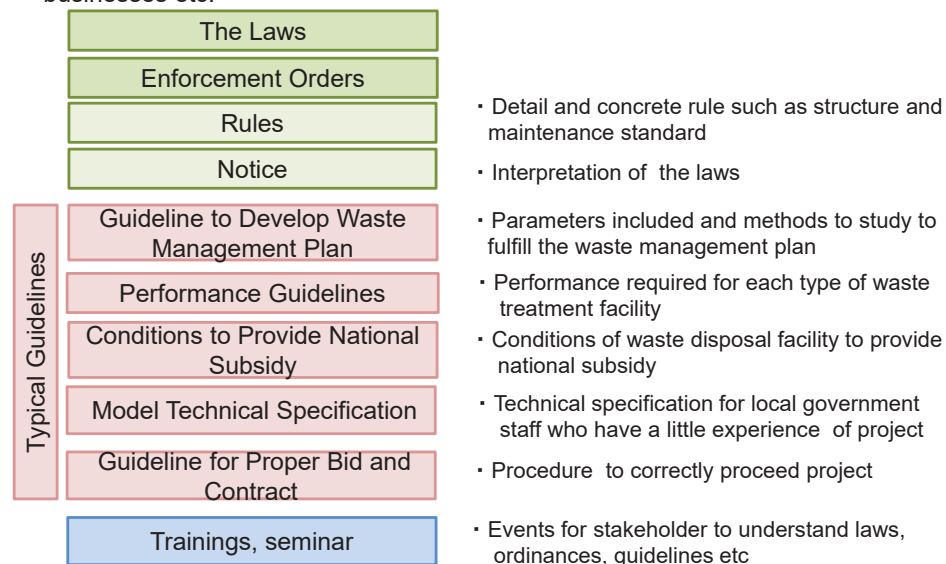 businesses etc.
The Laws
Enforcement Orders
Rules
・Detail and concrete rule such as structure and
maintenance standard
Notice
・Interpretation of the laws
Typical Guidelines
Guideline to Develop Waste
Management Plan
・Parameters included and methods to study to
fulfill the waste management plan
Performance Guidelines
・Performance required for each type of waste
treatment facility
Conditions to Provide National
Subsidy
・Conditions of waste disposal facility to provide
national subsidy
Model Technical Specification
・Technical specification for local government
staff who have a little experience of project
Guideline for Proper Bid and
Contract
・Procedure to correctly proceed project
Trainings, seminar
・Events for stakeholder to understand laws,
ordinances, guidelines etc